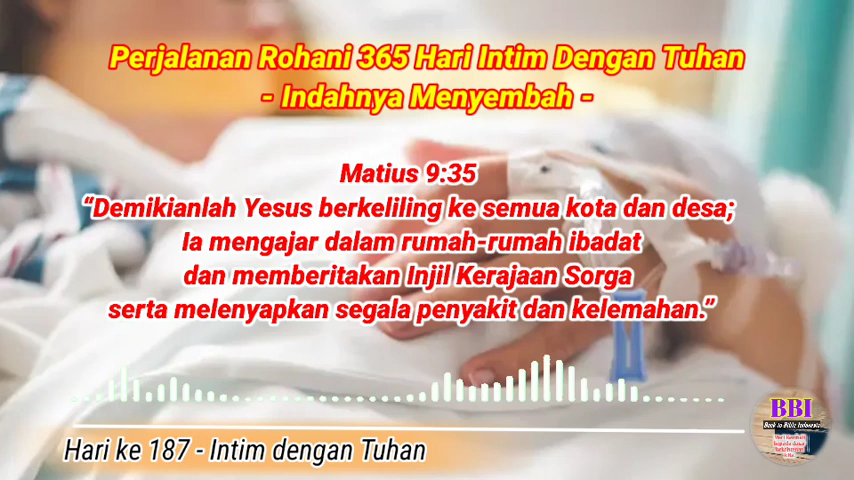 Perjalanan Rohani 365 Hari Intim Dengan Tuhan
- Indahnya Menyembah -
Matius 9:35
“Demikianlah Yesus berkeliling ke semua kota dan desa;
Ia mengajar dalam rumah-rumah ibadat
dan memberitakan Injil Kerajaan Sorga
serta melenyapkan segala penyakit dan kelemahan.”
Hari ke 187 - Intim dengan Tuhan
BBI
Back to Bible Indonesia